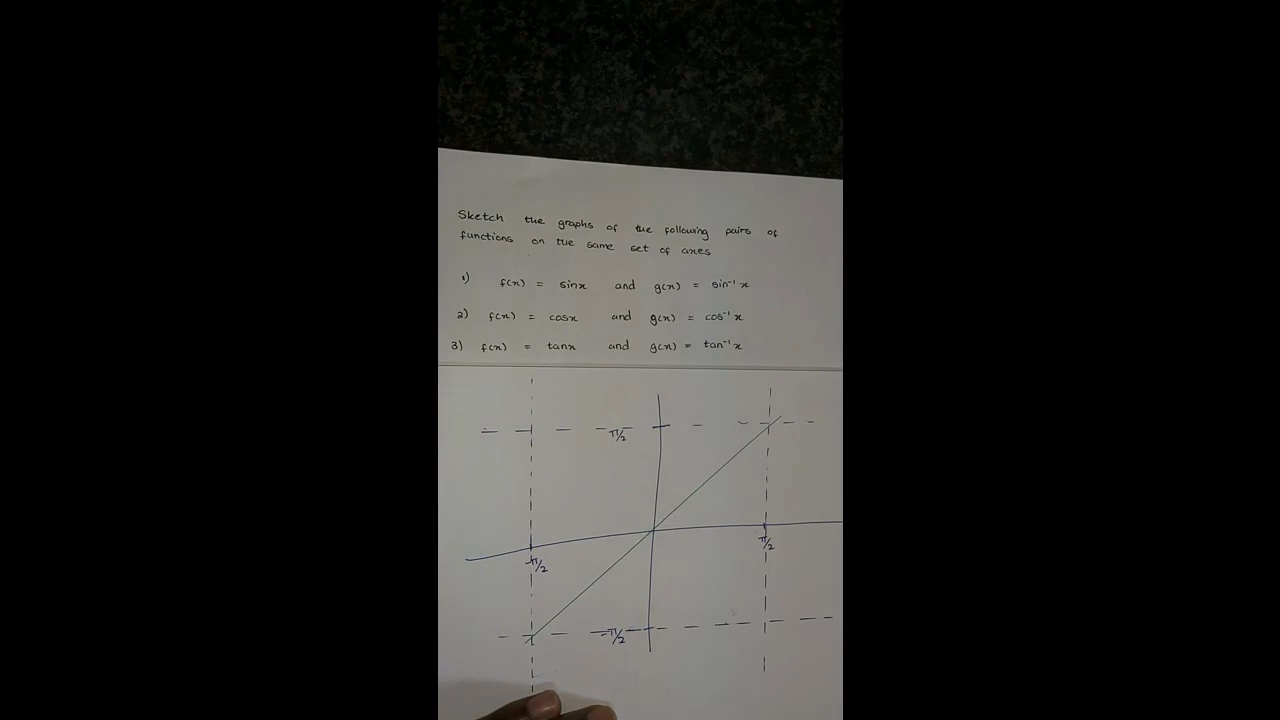 Sketch the graphs of the following pairs of
functions on the same set of axes
1) f(x) = sinx and g(x) = sin⁻¹x
2) f(x) = cosx and g(x) = cos⁻¹x
3) f(x) = tanx and g(x) = tan⁻¹x
π/2
-π/2
π/2
-π/2